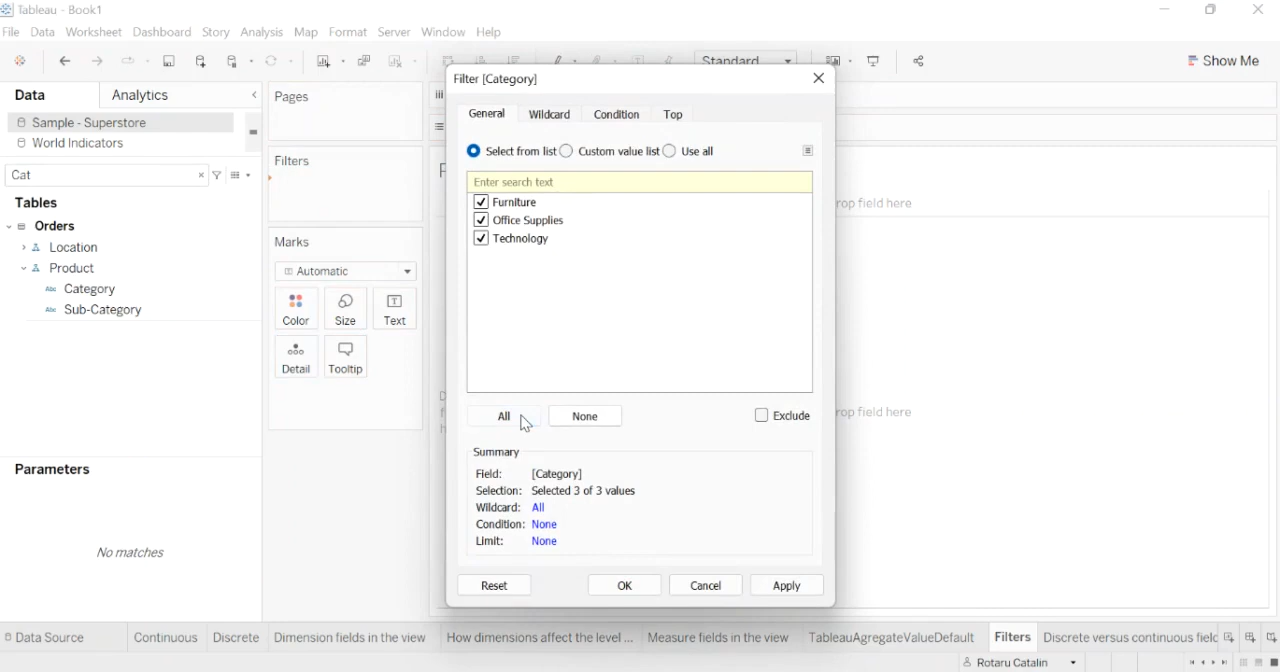 Tableau - Book1
File Data Worksheet Dashboard Story Analysis Map Format Server Window Help
Standard
Show Me
Data Analytics
Sample - Superstore
World Indicators
Cat
Tables
Orders
Location
Product
Abc Category
Abc Sub-Category
Parameters
No matches
Pages
Filters
Marks
Automatic
Color Size Text
Detail Tooltip
Filter [Category]
General Wildcard Condition Top
Select from list Custom value list Use all
Enter search text
Furniture
Office Supplies
Technology
All None Exclude
Summary
Field: [Category]
Selection: Selected 3 of 3 values
Wildcard: All
Condition: None
Limit: None
Reset OK Cancel Apply
rop field here
rop field here
Data Source Continuous Discrete Dimension fields in the view How dimensions affect the level ... Measure fields in the view TableauAgregateValueDefault Filters Discrete versus continuous fielc
Rotaru Catalin